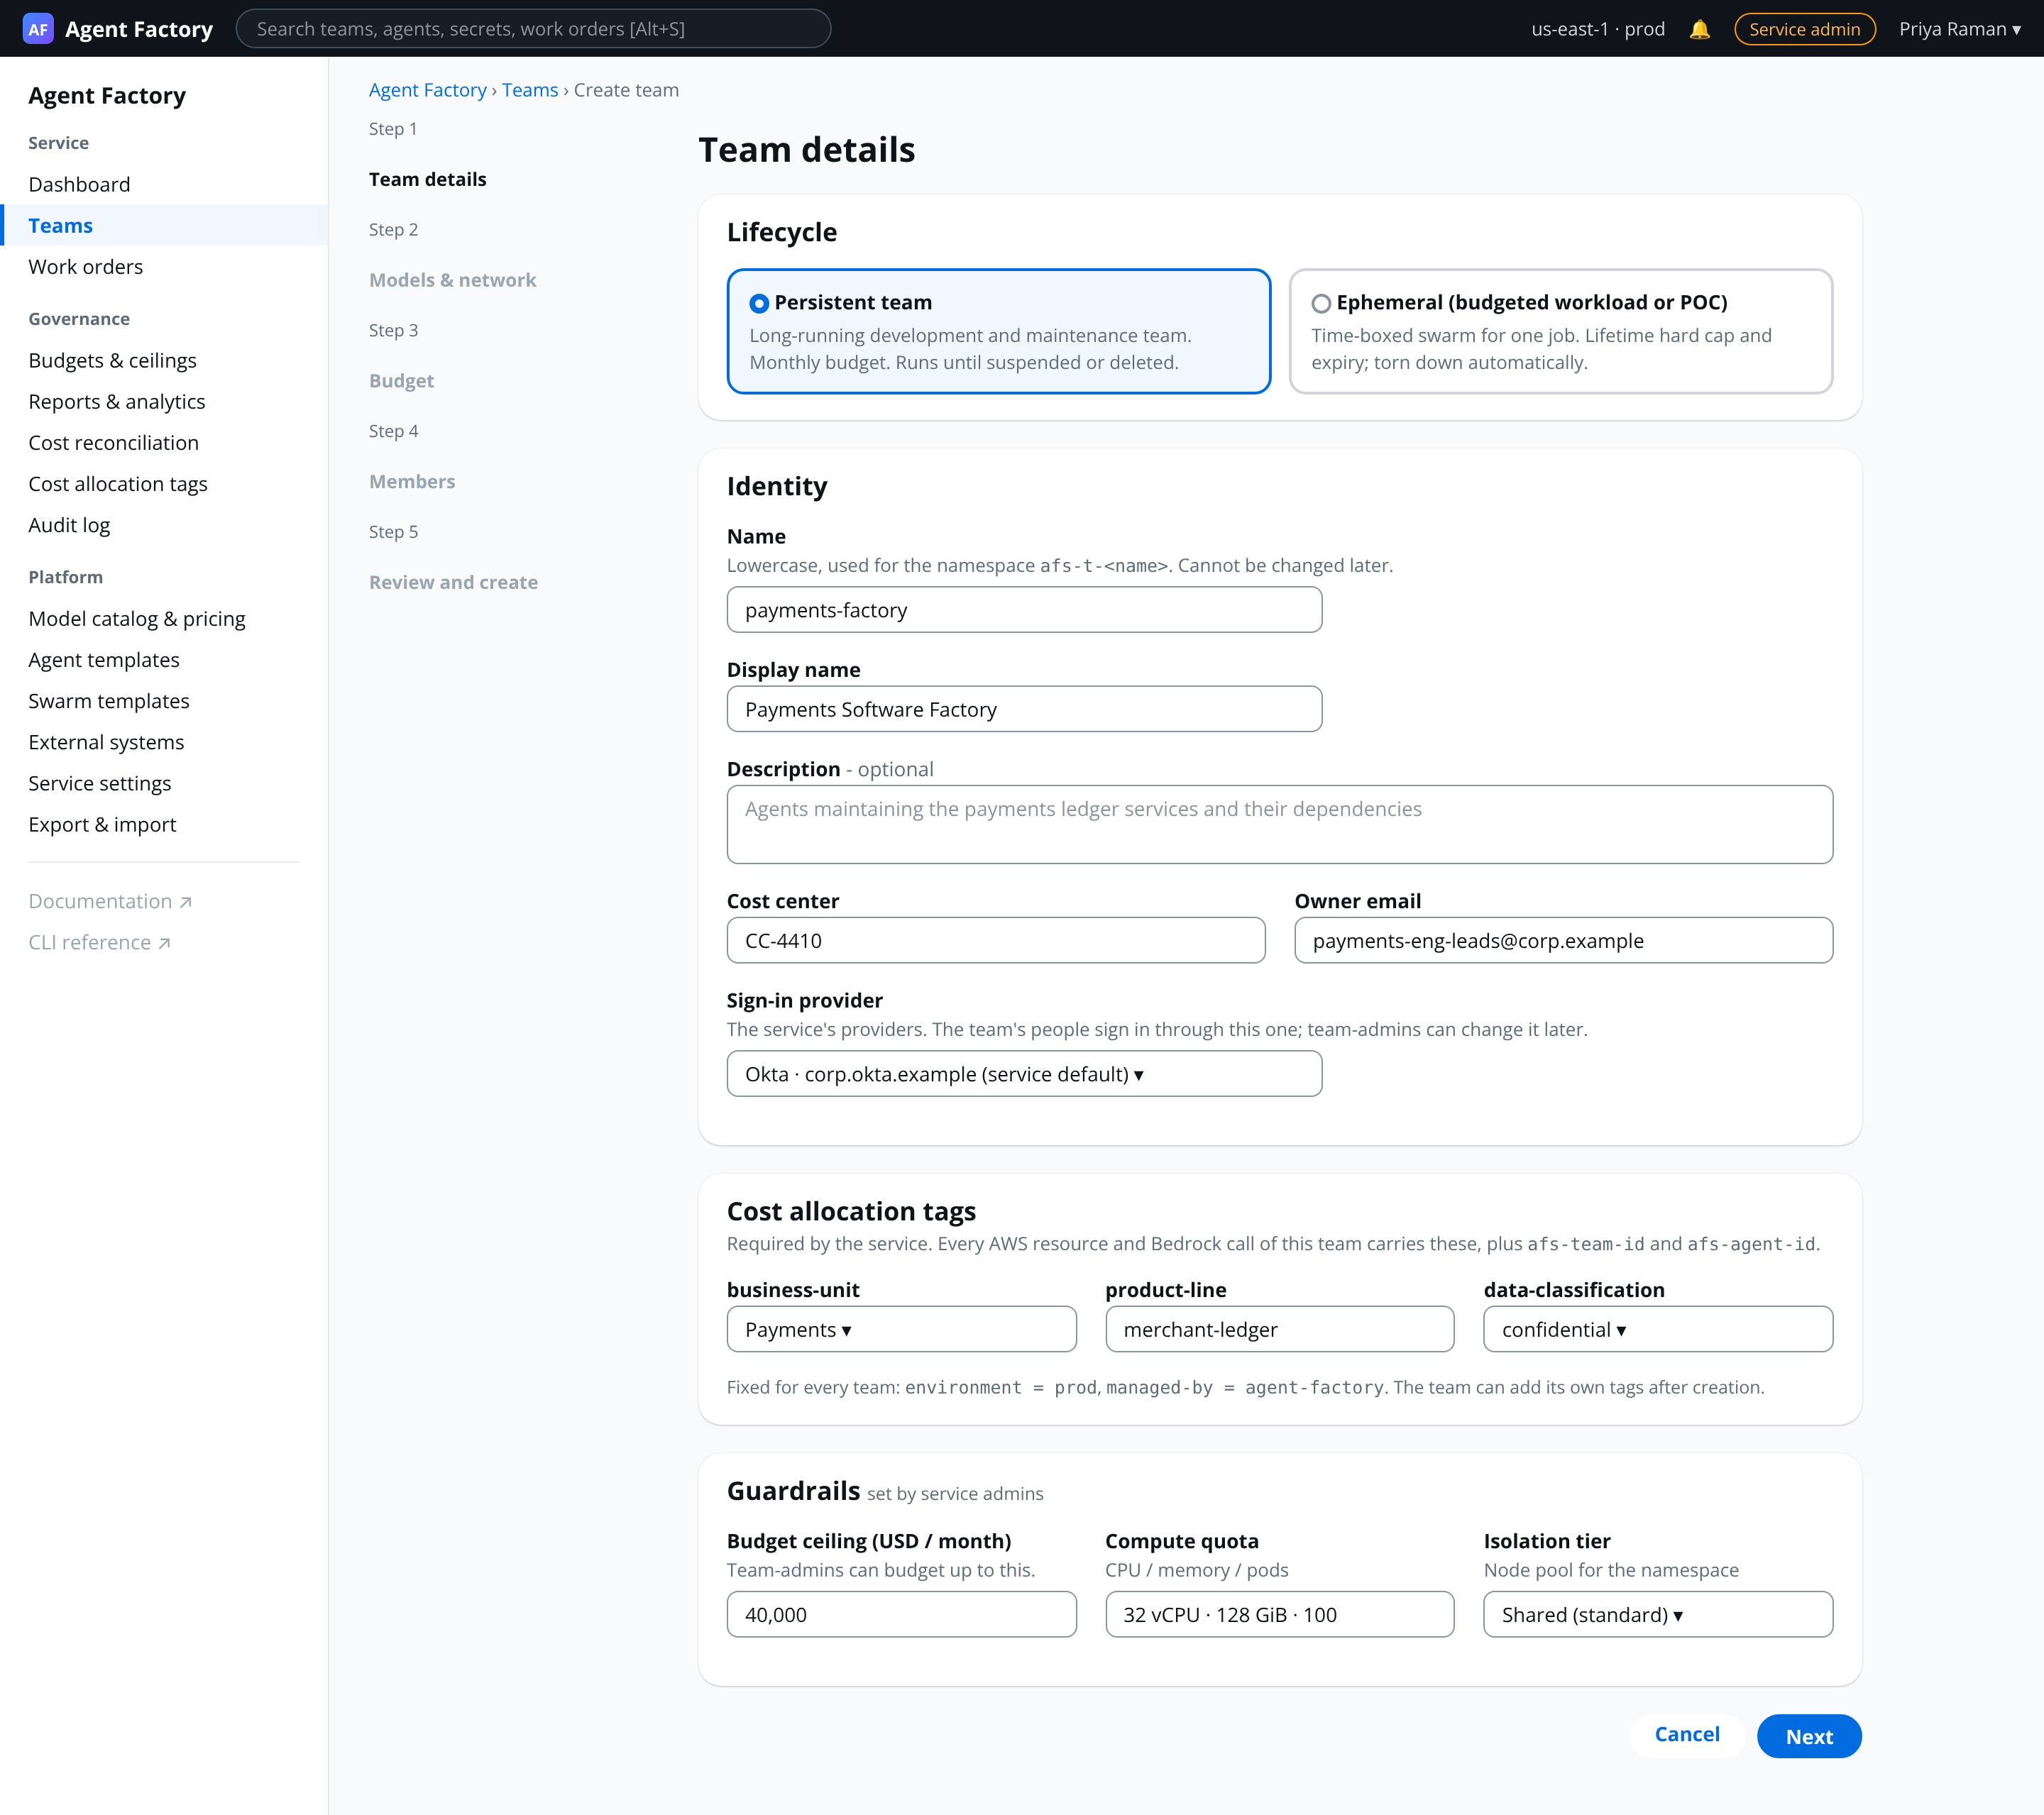 AF Agent Factory
Search teams, agents, secrets, work orders [Alt+S]
us-east-1 · prod
Service admin
Priya Raman ▾
Agent Factory
Service
Dashboard
Teams
Work orders
Governance
Budgets & ceilings
Reports & analytics
Cost reconciliation
Cost allocation tags
Audit log
Platform
Model catalog & pricing
Agent templates
Swarm templates
External systems
Service settings
Export & import
Documentation ↗
CLI reference ↗
Agent Factory › Teams › Create team
Step 1
Team details
Step 2
Models & network
Step 3
Budget
Step 4
Members
Step 5
Review and create
Team details
Lifecycle
Persistent team
Long-running development and maintenance team.
Monthly budget. Runs until suspended or deleted.
Ephemeral (budgeted workload or POC)
Time-boxed swarm for one job. Lifetime hard cap and
expiry; torn down automatically.
Identity
Name
Lowercase, used for the namespace afs-t-<name>. Cannot be changed later.
payments-factory
Display name
Payments Software Factory
Description - optional
Agents maintaining the payments ledger services and their dependencies
Cost center
CC-4410
Owner email
payments-eng-leads@corp.example
Sign-in provider
The service's providers. The team's people sign in through this one; team-admins can change it later.
Okta · corp.okta.example (service default) ▾
Cost allocation tags
Required by the service. Every AWS resource and Bedrock call of this team carries these, plus afs-team-id and afs-agent-id.
business-unit
Payments ▾
product-line
merchant-ledger
data-classification
confidential ▾
Fixed for every team: environment = prod, managed-by = agent-factory. The team can add its own tags after creation.
Guardrails set by service admins
Budget ceiling (USD / month)
Team-admins can budget up to this.
40,000
Compute quota
CPU / memory / pods
32 vCPU · 128 GiB · 100
Isolation tier
Node pool for the namespace
Shared (standard) ▾
Cancel
Next